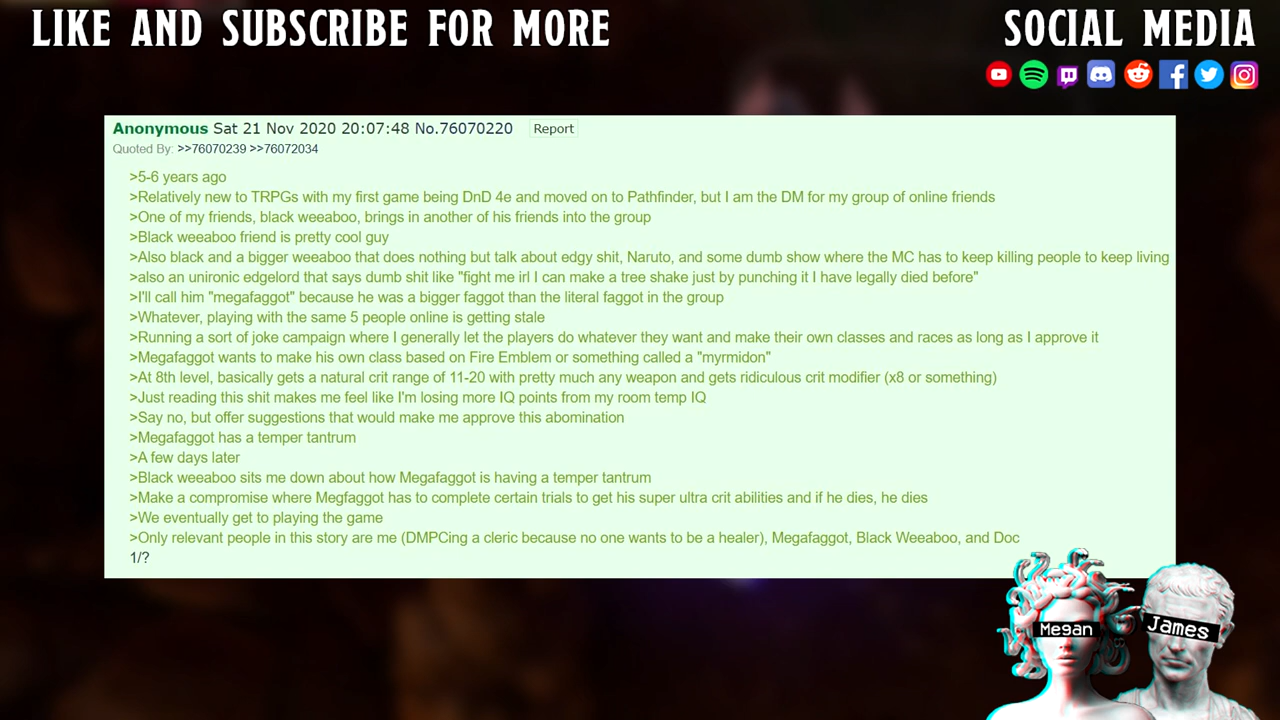 LIKE AND SUBSCRIBE FOR MORE
SOCIAL MEDIA
Anonymous Sat 21 Nov 2020 20:07:48 No.76070220 Report
Quoted By: >>76070239 >>76072034
>5-6 years ago
>Relatively new to TRPGs with my first game being DnD 4e and moved on to Pathfinder, but I am the DM for my group of online friends
>One of my friends, black weeaboo, brings in another of his friends into the group
>Black weeaboo friend is pretty cool guy
>Also black and a bigger weeaboo that does nothing but talk about edgy shit, Naruto, and some dumb show where the MC has to keep killing people to keep living
>also an unironic edgelord that says dumb shit like "fight me irl I can make a tree shake just by punching it I have legally died before"
>I'll call him "megafaggot" because he was a bigger faggot than the literal faggot in the group
>Whatever, playing with the same 5 people online is getting stale
>Running a sort of joke campaign where I generally let the players do whatever they want and make their own classes and races as long as I approve it
>Megafaggot wants to make his own class based on Fire Emblem or something called a "myrmidon"
>At 8th level, basically gets a natural crit range of 11-20 with pretty much any weapon and gets ridiculous crit modifier (x8 or something)
>Just reading this shit makes me feel like I'm losing more IQ points from my room temp IQ
>Say no, but offer suggestions that would make me approve this abomination
>Megafaggot has a temper tantrum
>A few days later
>Black weeaboo sits me down about how Megafaggot is having a temper tantrum
>Make a compromise where Megfaggot has to complete certain trials to get his super ultra crit abilities and if he dies, he dies
>We eventually get to playing the game
>Only relevant people in this story are me (DMPCing a cleric because no one wants to be a healer), Megafaggot, Black Weeaboo, and Doc
1/?
Megan
James